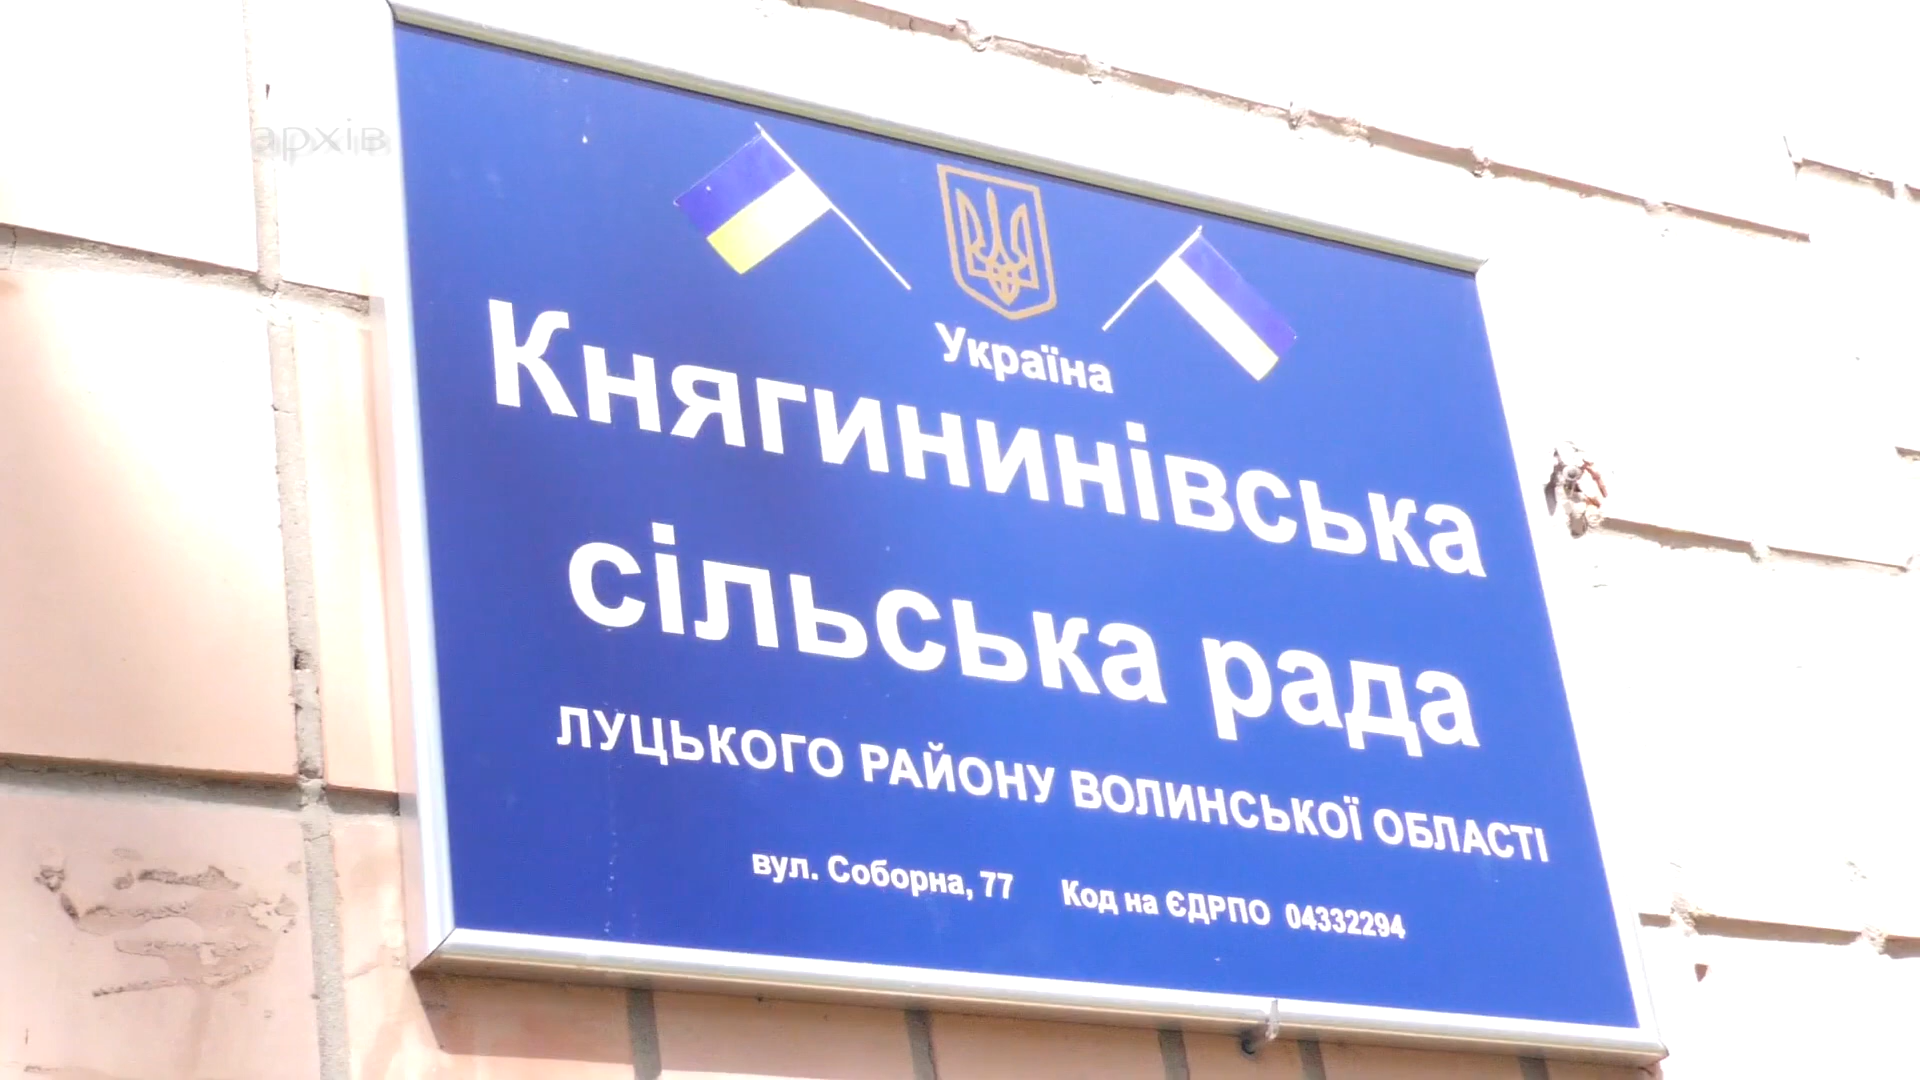 архів
Україна
Княгининівська
сільська рада
ЛУЦЬКОГО РАЙОНУ ВОЛИНСЬКОЇ ОБЛАСТІ
вул. Соборна, 77 Код на ЄДРПО 04332294